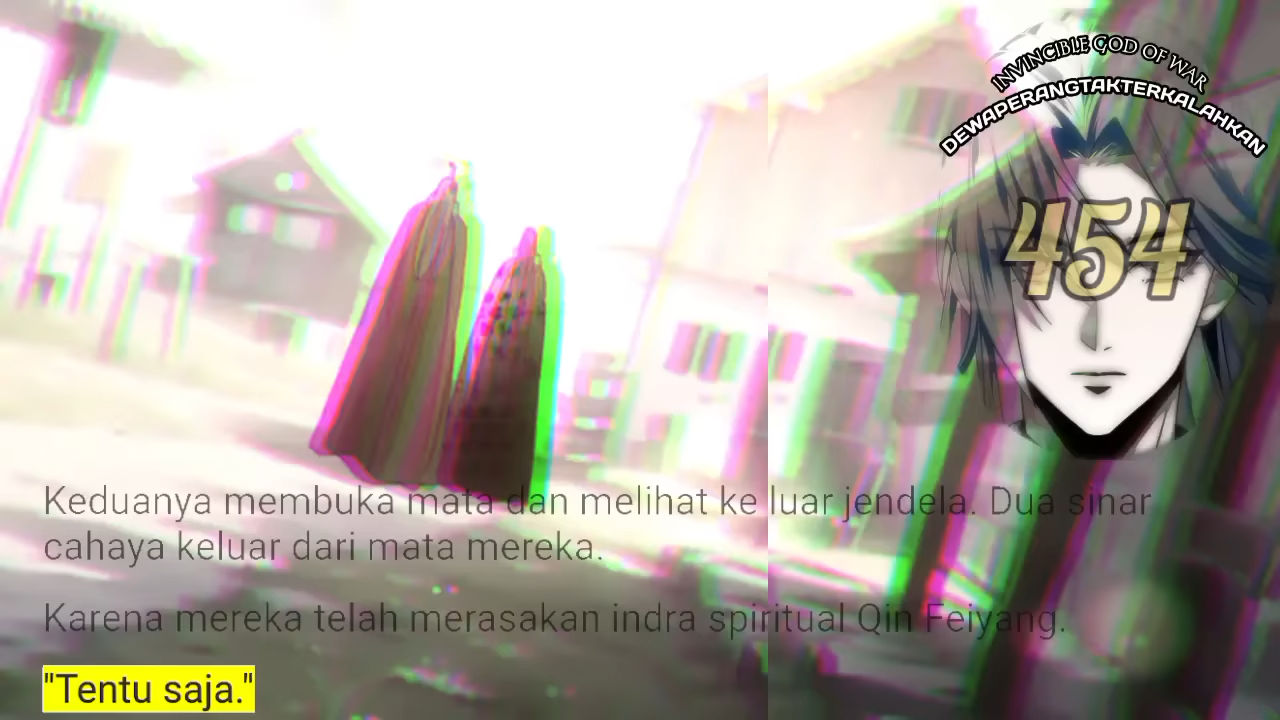 INVINCIBLE GOD OF WAR
DEWAPERANGTAKTERKALAHKAN
454
Keduanya membuka mata dan melihat ke luar jendela. Dua sinar
cahaya keluar dari mata mereka.
Karena mereka telah merasakan indra spiritual Qin Feiyang.
"Tentu saja."